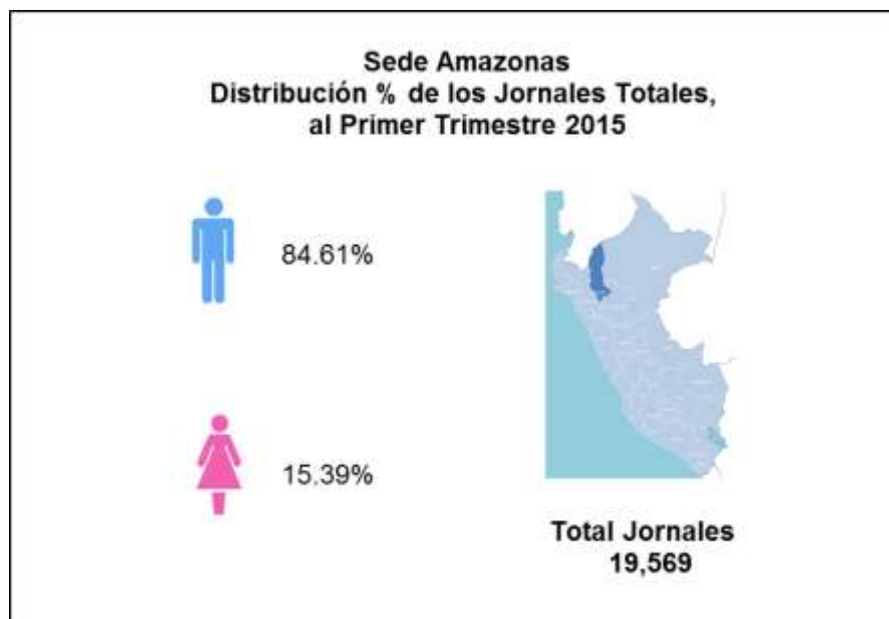 Sede Amazonas
Distribución % de los Jornales Totales,
al Primer Trimestre 2015
84.61%
15.39%
Total Jornales
19,569